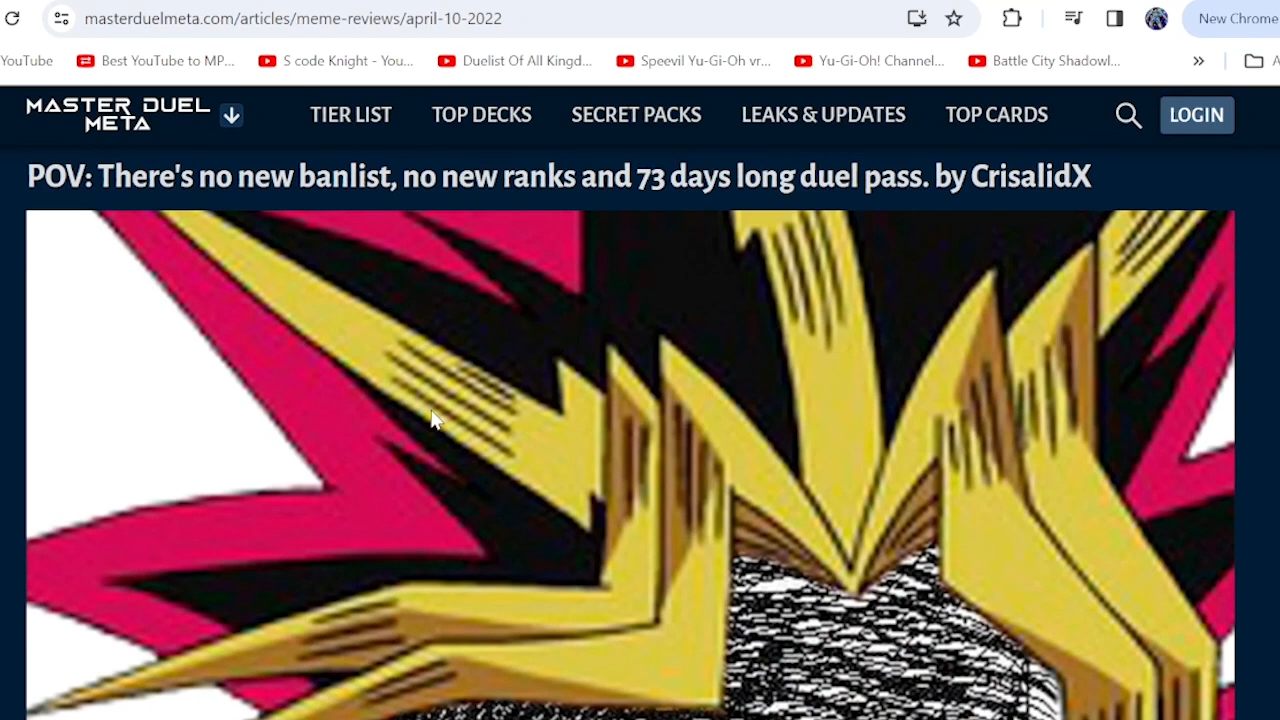 masterduelmeta.com/articles/meme-reviews/april-10-2022
New Chrome
YouTube
Best YouTube to MP...
S code Knight - You...
Duelist Of All Kingd...
Speevil Yu-Gi-Oh vr...
Yu-Gi-Oh! Channel...
Battle City Shadowl...
»
A
MASTER DUEL
META
TIER LIST
TOP DECKS
SECRET PACKS
LEAKS & UPDATES
TOP CARDS
LOGIN
POV: There's no new banlist, no new ranks and 73 days long duel pass. by CrisalidX